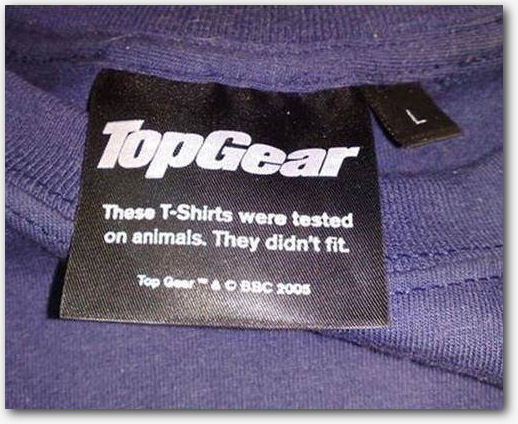 TopGear
L
These T-Shirts were tested
on animals. They didn't fit.
Top Gear ™ & © BBC 2005